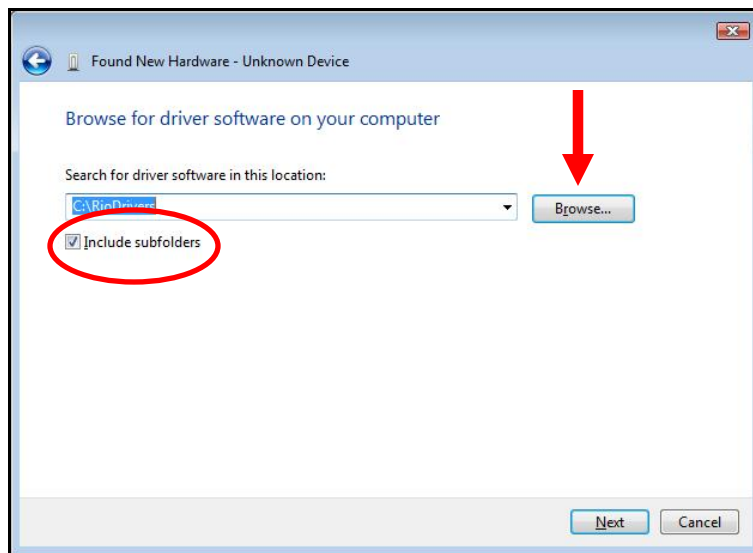 Found New Hardware - Unknown Device
Browse for driver software on your computer
Search for driver software in this location:
C:\RioDrivers
Browse...
Include subfolders
Next
Cancel